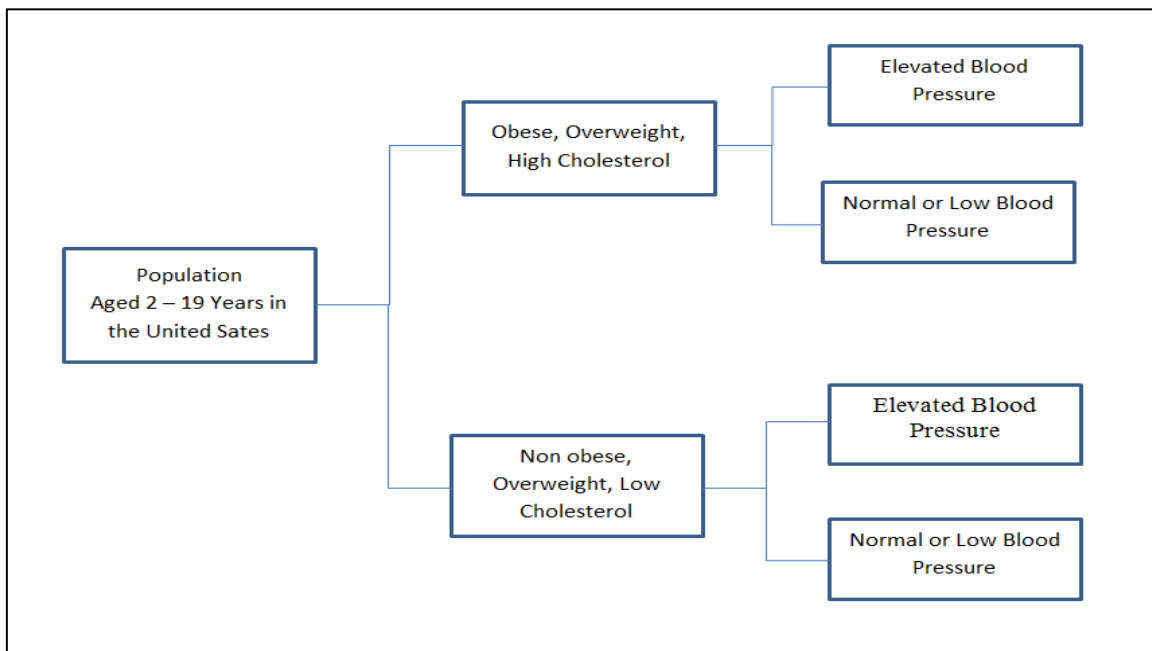 Population
Aged 2 – 19 Years in
the United Sates
Obese, Overweight,
High Cholesterol
Elevated Blood
Pressure
Normal or Low Blood
Pressure
Non obese,
Overweight, Low
Cholesterol
Elevated Blood
Pressure
Normal or Low Blood
Pressure